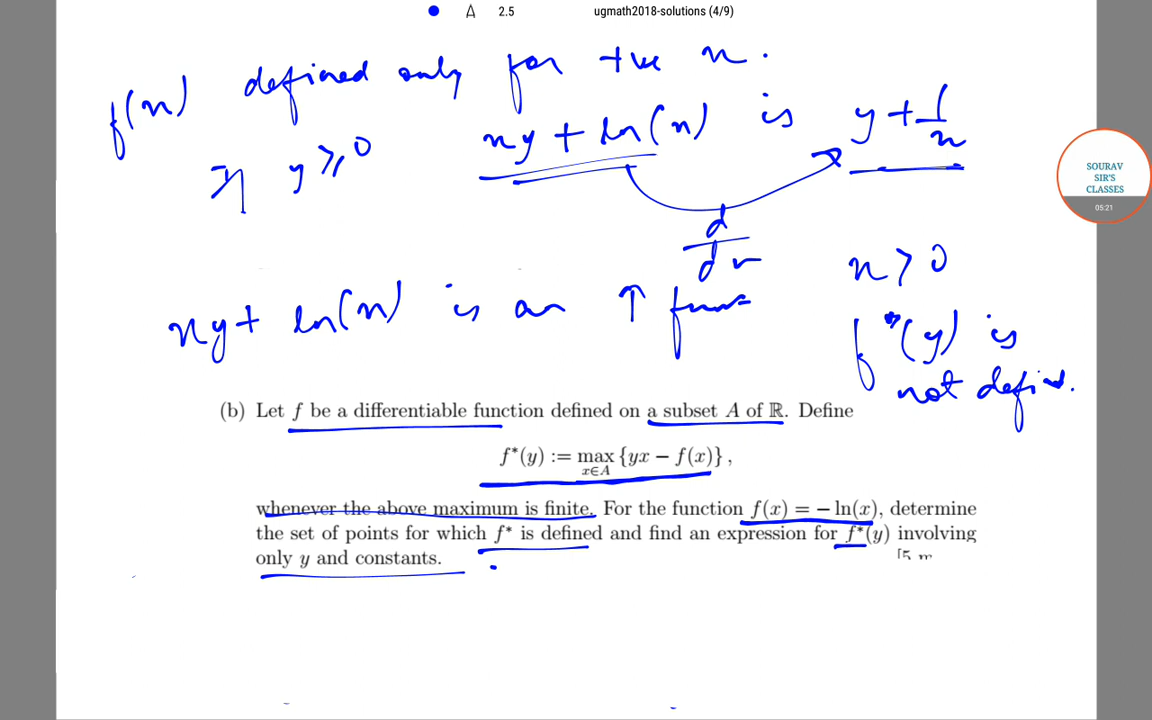 2.5 ugmath2018-solutions (4/9)
f(x) defined only for +ve x.
If y ≥ 0 xy + ln(x) is y + 1/x
d/dx
x > 0
xy + ln(x) is an ↑ func
f*(y) is
not defined.
SOURAV
SIR'S
CLASSES
05:21
(b) Let f be a differentiable function defined on a subset A of ℝ. Define
f*(y) := max x∈A {yx − f(x)},
whenever the above maximum is finite. For the function f(x) = − ln(x), determine
the set of points for which f* is defined and find an expression for f*(y) involving
only y and constants.
[5 m